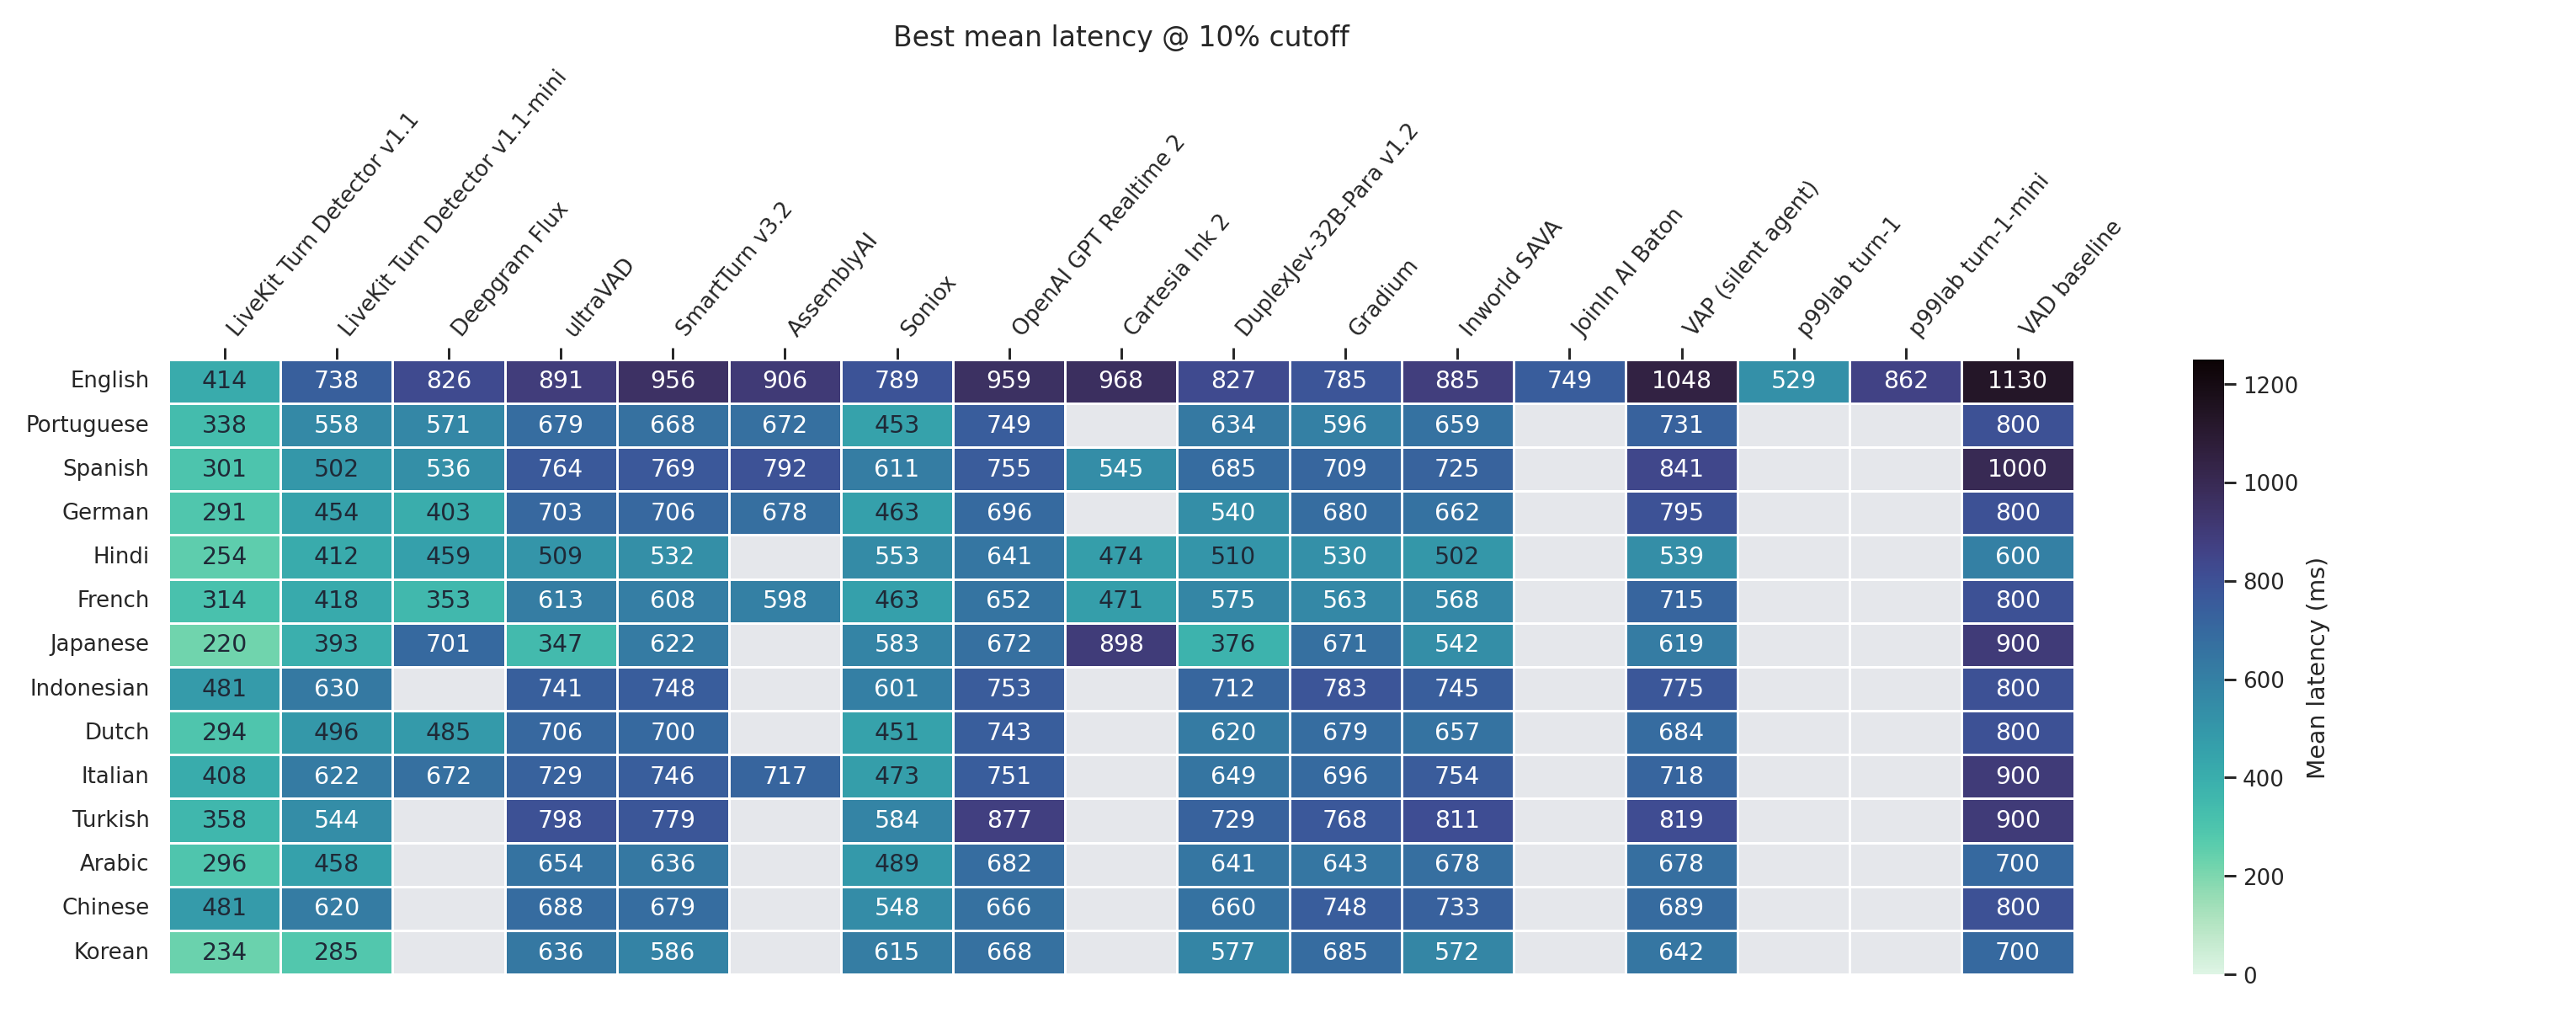 Best mean latency @ 10% cutoff
LiveKit Turn Detector v1.1
LiveKit Turn Detector v1.1-mini
Deepgram Flux
ultraVAD
SmartTurn v3.2
AssemblyAI
Soniox
OpenAI GPT Realtime 2
Cartesia Ink 2
DuplexJev-32B-Para v1.2
Gradium
Inworld SAVA
JoinIn AI Baton
VAP (silent agent)
p99lab turn-1
p99lab turn-1-mini
VAD baseline
English 414 738 826 891 956 906 789 959 968 827 785 885 749 1048 529 862 1130
Portuguese 338 558 571 679 668 672 453 749 634 596 659 731 800
Spanish 301 502 536 764 769 792 611 755 545 685 709 725 841 1000
German 291 454 403 703 706 678 463 696 540 680 662 795 800
Hindi 254 412 459 509 532 553 641 474 510 530 502 539 600
French 314 418 353 613 608 598 463 652 471 575 563 568 715 800
Japanese 220 393 701 347 622 583 672 898 376 671 542 619 900
Indonesian 481 630 741 748 601 753 712 783 745 775 800
Dutch 294 496 485 706 700 451 743 620 679 657 684 800
Italian 408 622 672 729 746 717 473 751 649 696 754 718 900
Turkish 358 544 798 779 584 877 729 768 811 819 900
Arabic 296 458 654 636 489 682 641 643 678 678 700
Chinese 481 620 688 679 548 666 660 748 733 689 800
Korean 234 285 636 586 615 668 577 685 572 642 700
1200
1000
800
600
400
200
0
Mean latency (ms)